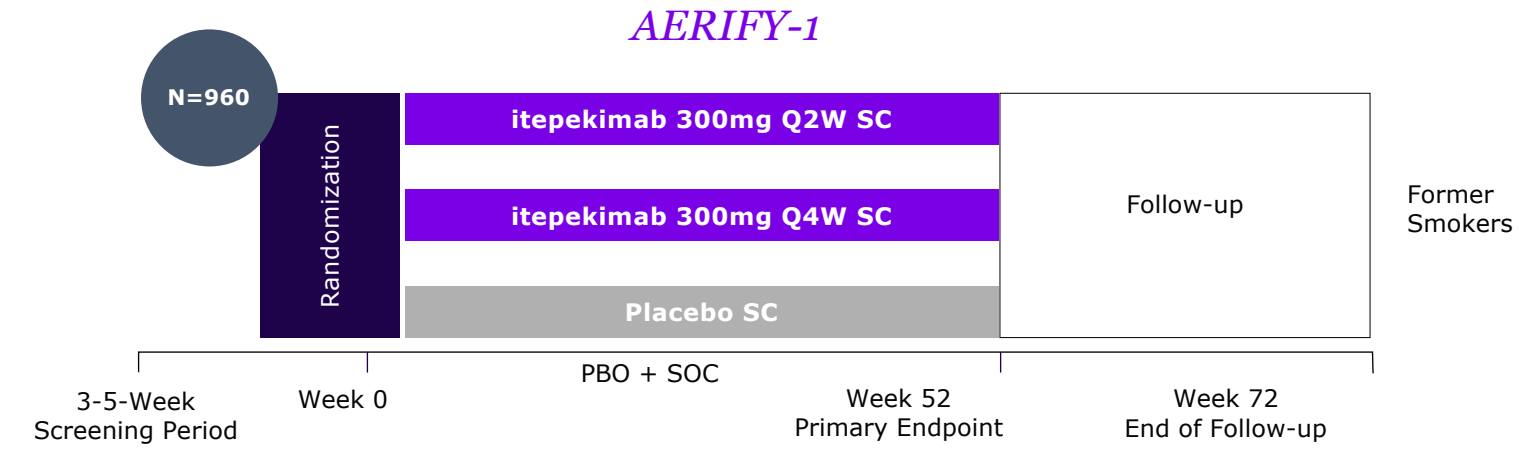 AERIFY-1
N=960
Randomization
itepekimab 300mg Q2W SC
itepekimab 300mg Q4W SC
Placebo SC
Follow-up
Former
Smokers
PBO + SOC
3-5-Week
Screening Period
Week 0
Week 52
Primary Endpoint
Week 72
End of Follow-up